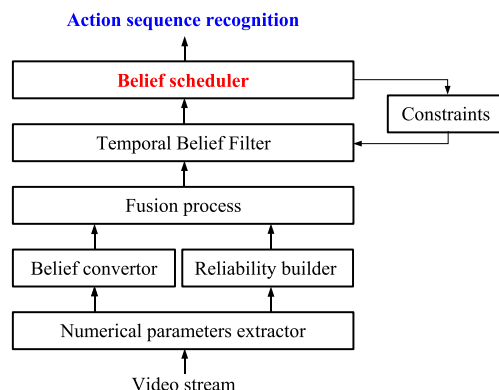 Action sequence recognition
Belief scheduler
Constraints
Temporal Belief Filter
Fusion process
Belief convertor
Reliability builder
Numerical parameters extractor
Video stream